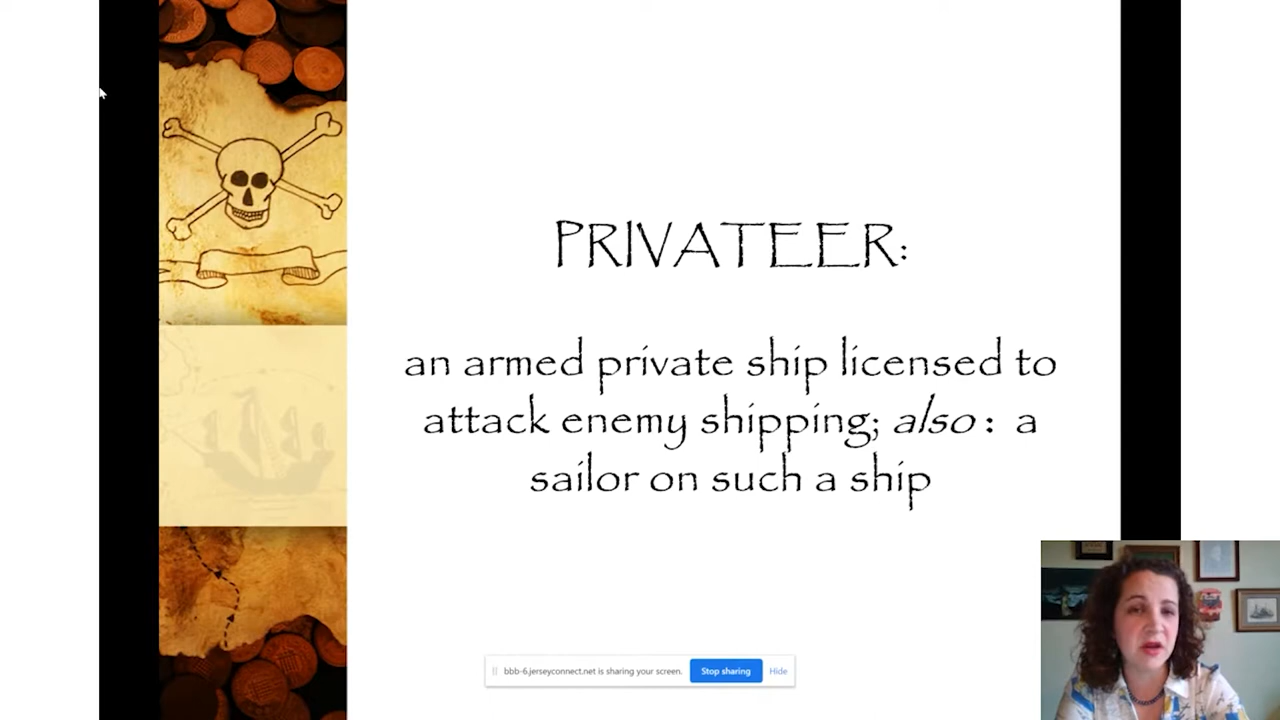 PRIVATEER:
an armed private ship licensed to
attack enemy shipping; also : a
sailor on such a ship
bbb-6.jerseyconnect.net is sharing your screen.
Stop sharing
Hide